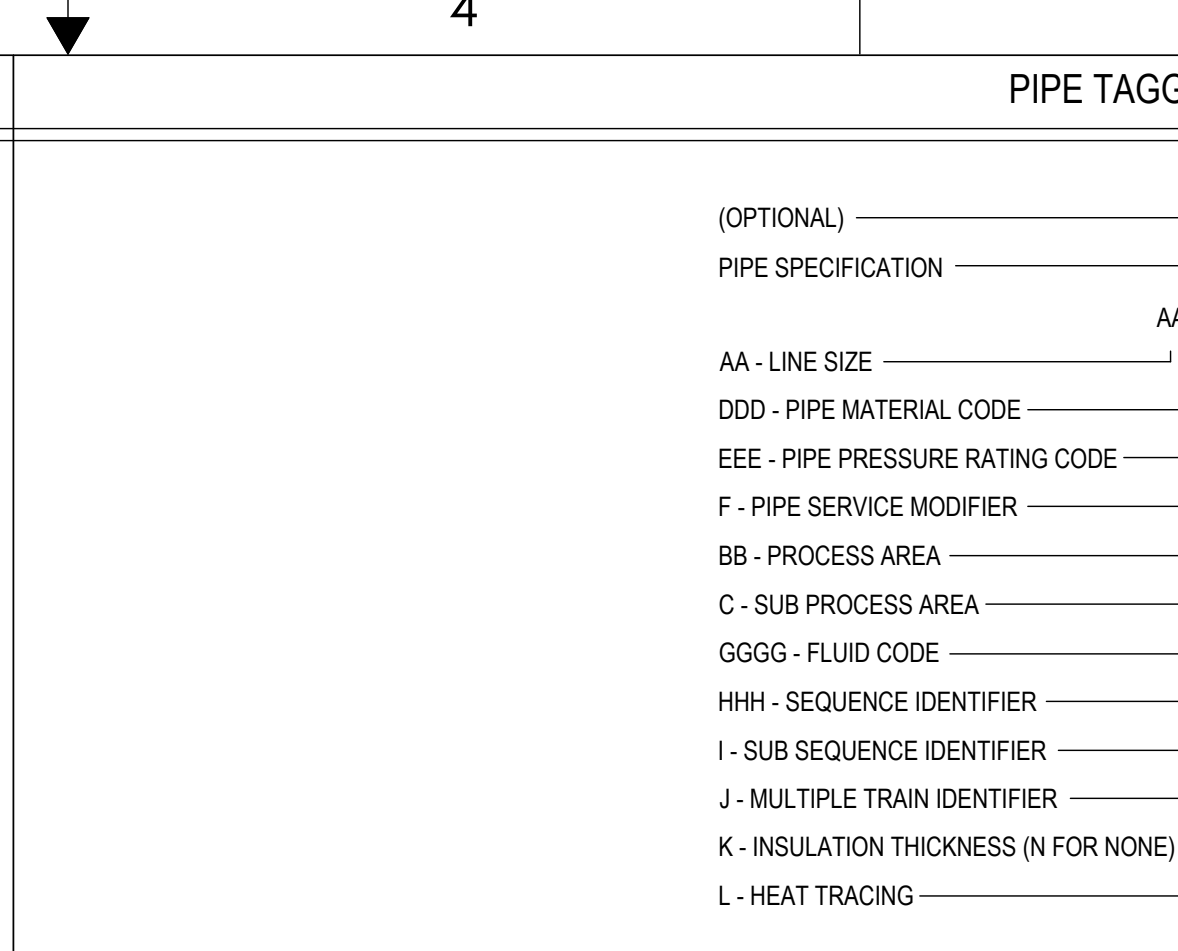 4
PIPE TAGG
(OPTIONAL)
PIPE SPECIFICATION
AA
AA - LINE SIZE
DDD - PIPE MATERIAL CODE
EEE - PIPE PRESSURE RATING CODE
F - PIPE SERVICE MODIFIER
BB - PROCESS AREA
C - SUB PROCESS AREA
GGGG - FLUID CODE
HHH - SEQUENCE IDENTIFIER
I - SUB SEQUENCE IDENTIFIER
J - MULTIPLE TRAIN IDENTIFIER
K - INSULATION THICKNESS (N FOR NONE)
L - HEAT TRACING